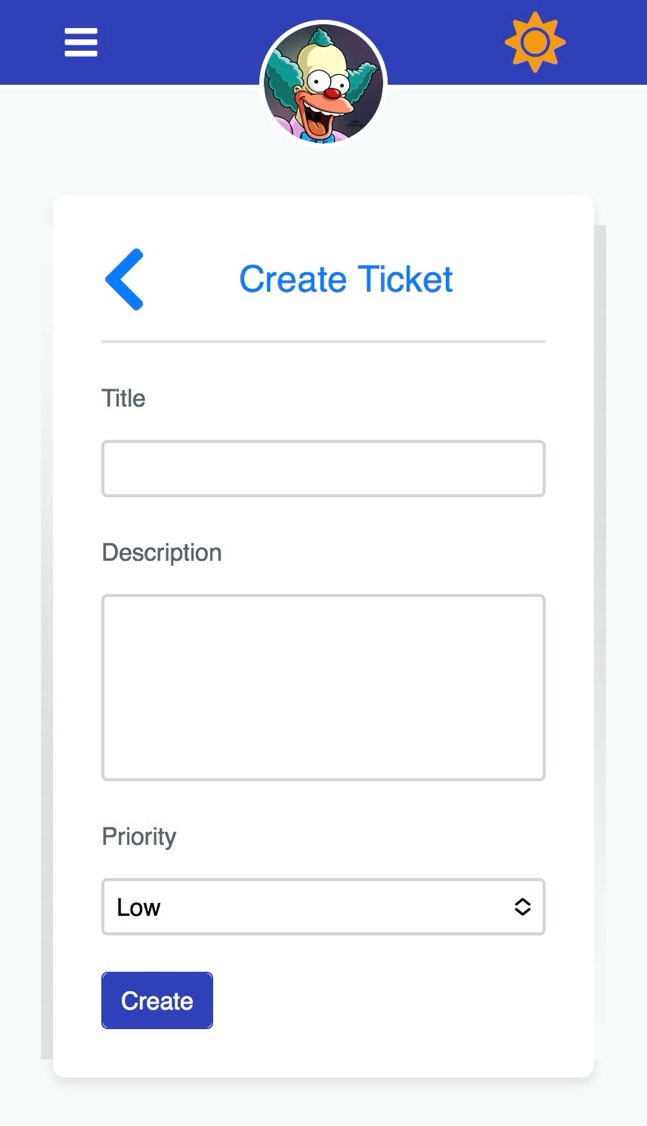 Create Ticket
Title
Description
Priority
Low
Create